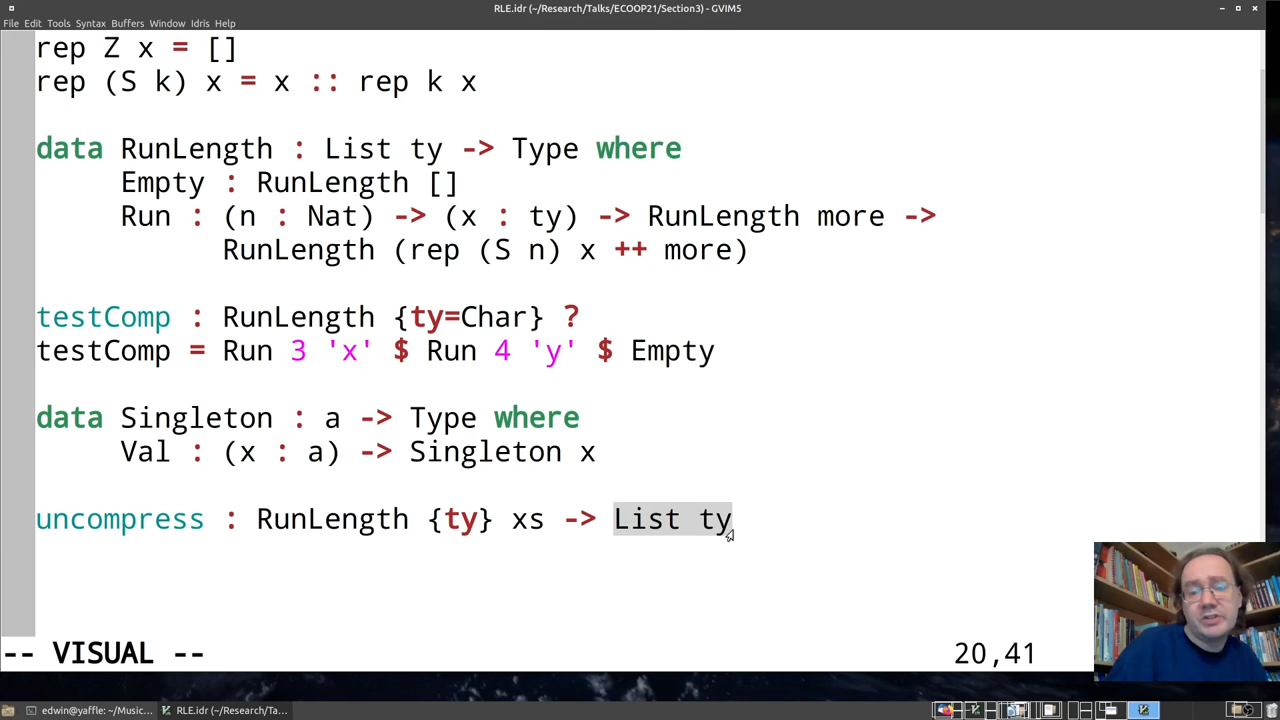 RLE.idr (~/Research/Talks/ECOOP21/Section3) - GVIM5
File Edit Tools Syntax Buffers Window Idris Help
rep Z x = []
rep (S k) x = x :: rep k x
data RunLength : List ty -> Type where
Empty : RunLength []
Run : (n : Nat) -> (x : ty) -> RunLength more ->
RunLength (rep (S n) x ++ more)
testComp : RunLength {ty=Char} ?
testComp = Run 3 'x' $ Run 4 'y' $ Empty
data Singleton : a -> Type where
Val : (x : a) -> Singleton x
uncompress : RunLength {ty} xs -> List ty
-- VISUAL -- 20,41
edwin@yaffle: ~/Music... RLE.idr (~/Research/Ta...